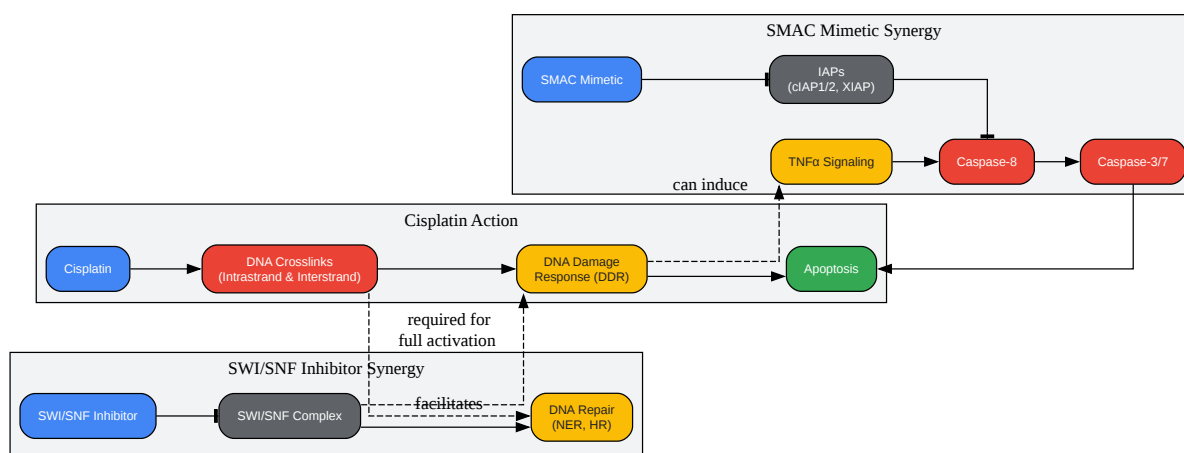 SMAC Mimetic Synergy
SMAC Mimetic
IAPs
(cIAP1/2, XIAP)
TNFα Signaling
Caspase-8
Caspase-3/7
can induce
Cisplatin Action
Cisplatin
DNA Crosslinks
(Intrastrand & Interstrand)
DNA Damage
Response (DDR)
Apoptosis
required for
full activation
SWI/SNF Inhibitor Synergy
SWI/SNF Inhibitor
SWI/SNF Complex
facilitates
DNA Repair
(NER, HR)